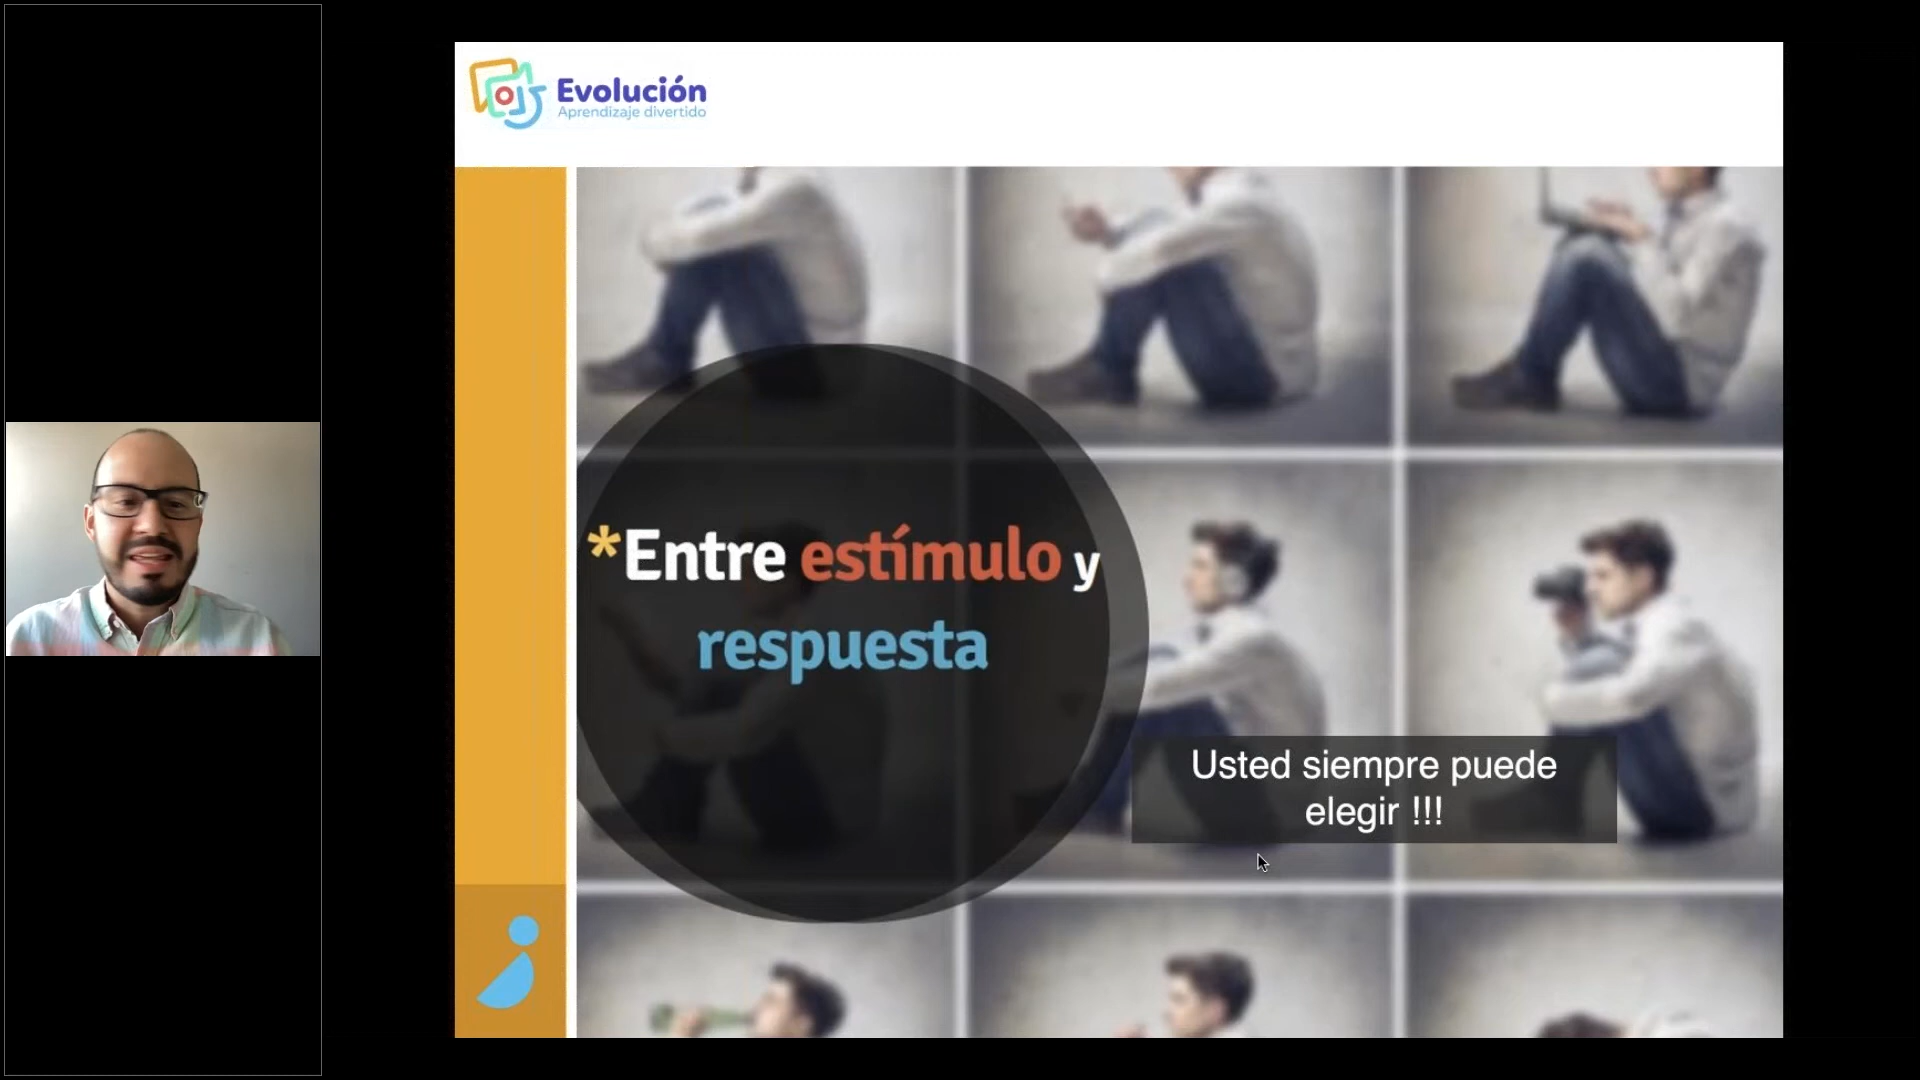 Evolución
Aprendizaje divertido
*Entre estímulo y
respuesta
Usted siempre puede
elegir !!!